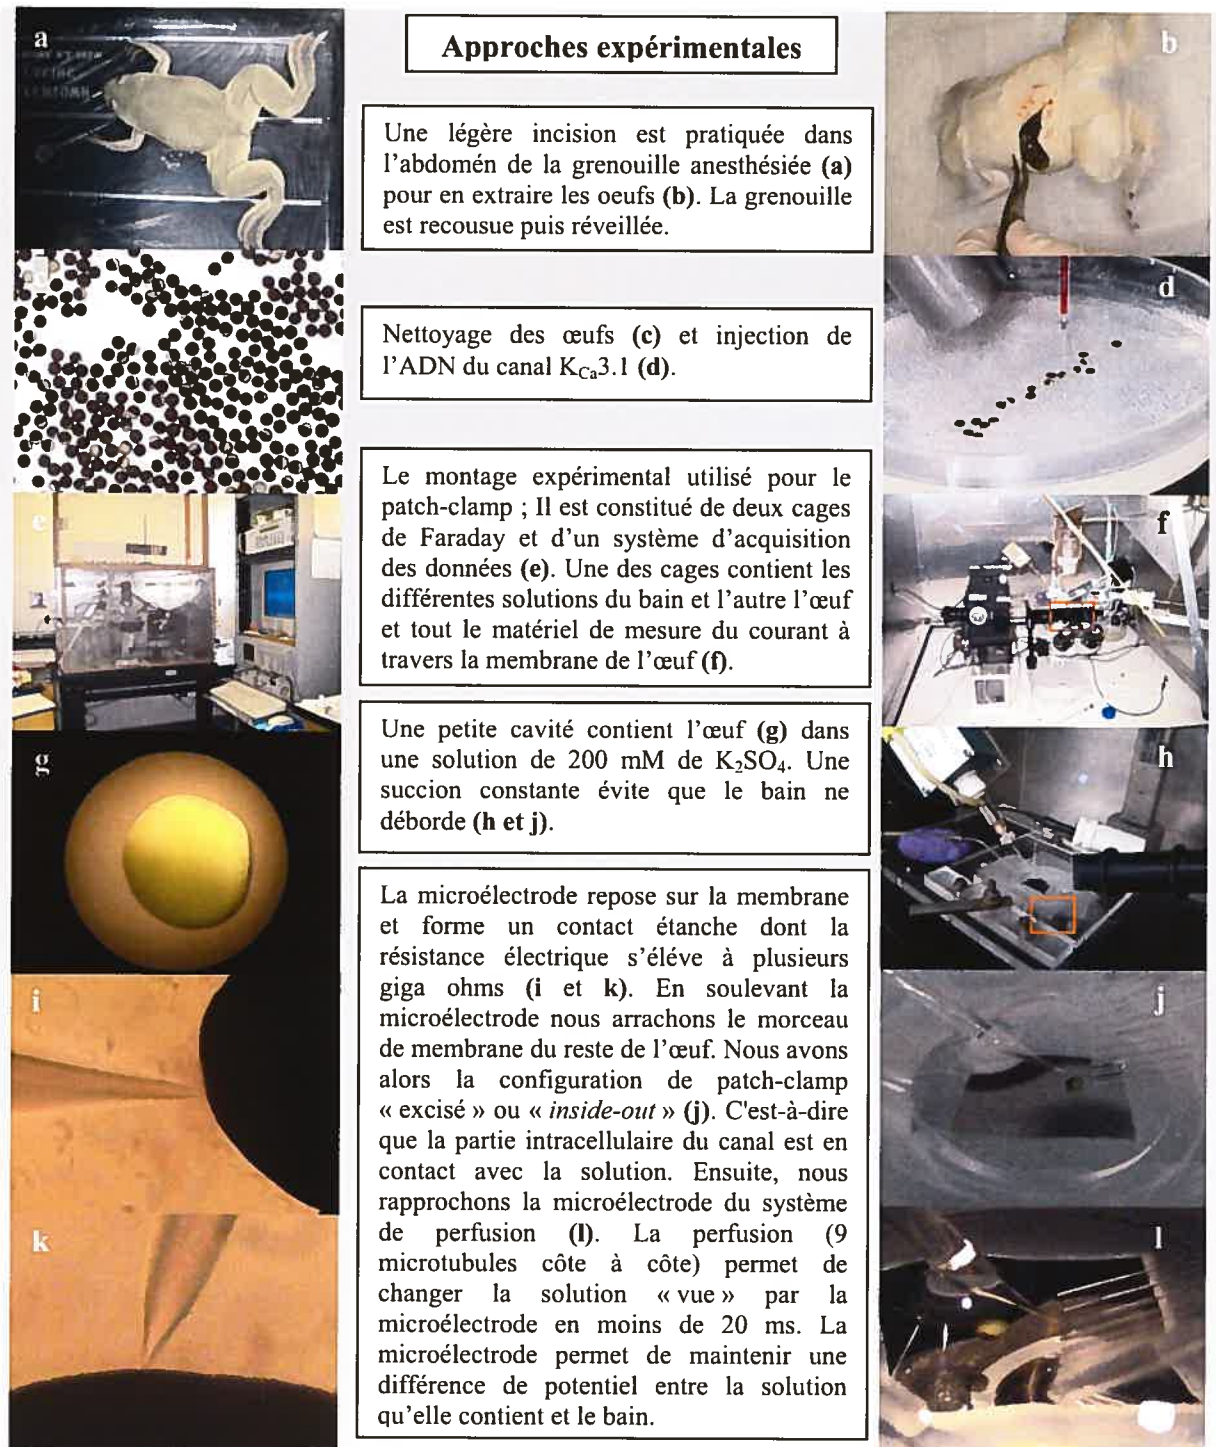 Approches expérimentales
a
b
Une légère incision est pratiquée dans
l'abdomén de la grenouille anesthésiée (a)
pour en extraire les oeufs (b). La grenouille
est recousue puis réveillée.
d
Nettoyage des œufs (c) et injection de
l'ADN du canal KCa3.1 (d).
e
f
Le montage expérimental utilisé pour le
patch-clamp ; Il est constitué de deux cages
de Faraday et d'un système d'acquisition
des données (e). Une des cages contient les
différentes solutions du bain et l'autre l'œuf
et tout le matériel de mesure du courant à
travers la membrane de l'œuf (f).
g
h
Une petite cavité contient l'œuf (g) dans
une solution de 200 mM de K₂SO₄. Une
succion constante évite que le bain ne
déborde (h et j).
i
j
La microélectrode repose sur la membrane
et forme un contact étanche dont la
résistance électrique s'éléve à plusieurs
giga ohms (i et k). En soulevant la
microélectrode nous arrachons le morceau
de membrane du reste de l'œuf. Nous avons
alors la configuration de patch-clamp
« excisé » ou « inside-out » (j). C'est-à-dire
que la partie intracellulaire du canal est en
contact avec la solution. Ensuite, nous
rapprochons la microélectrode du système
de perfusion (l). La perfusion (9
microtubules côte à côte) permet de
changer la solution « vue » par la
microélectrode en moins de 20 ms. La
microélectrode permet de maintenir une
différence de potentiel entre la solution
qu'elle contient et le bain.
k
l